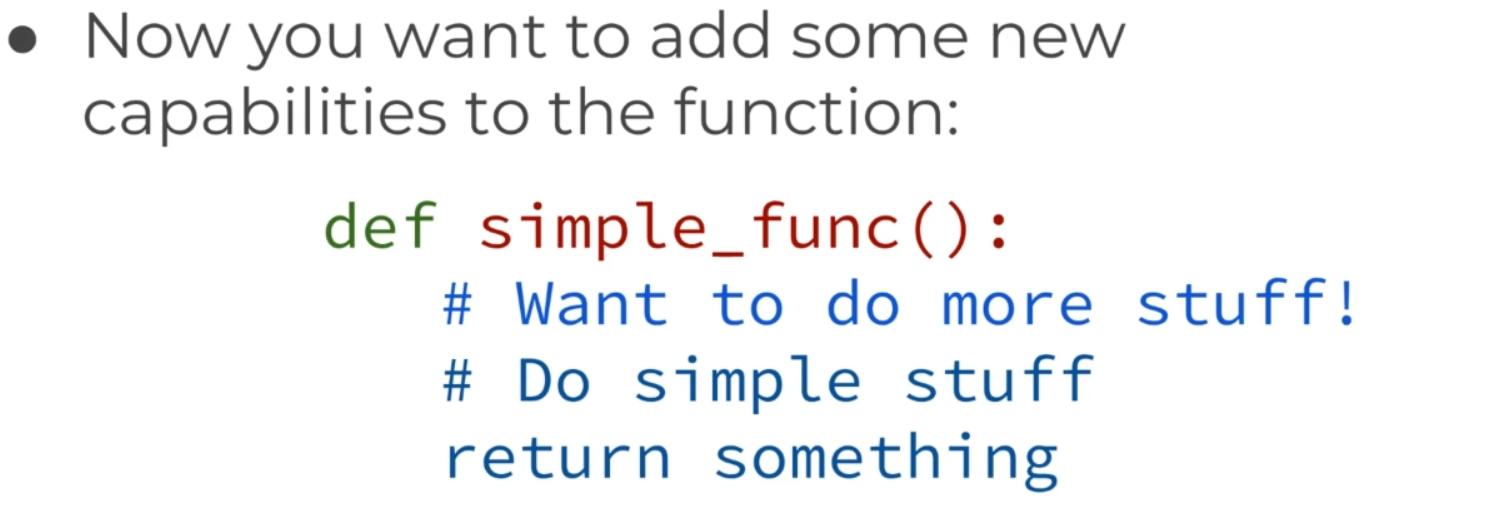 ● Now you want to add some new
capabilities to the function:
def simple_func():
# Want to do more stuff!
# Do simple stuff
return something